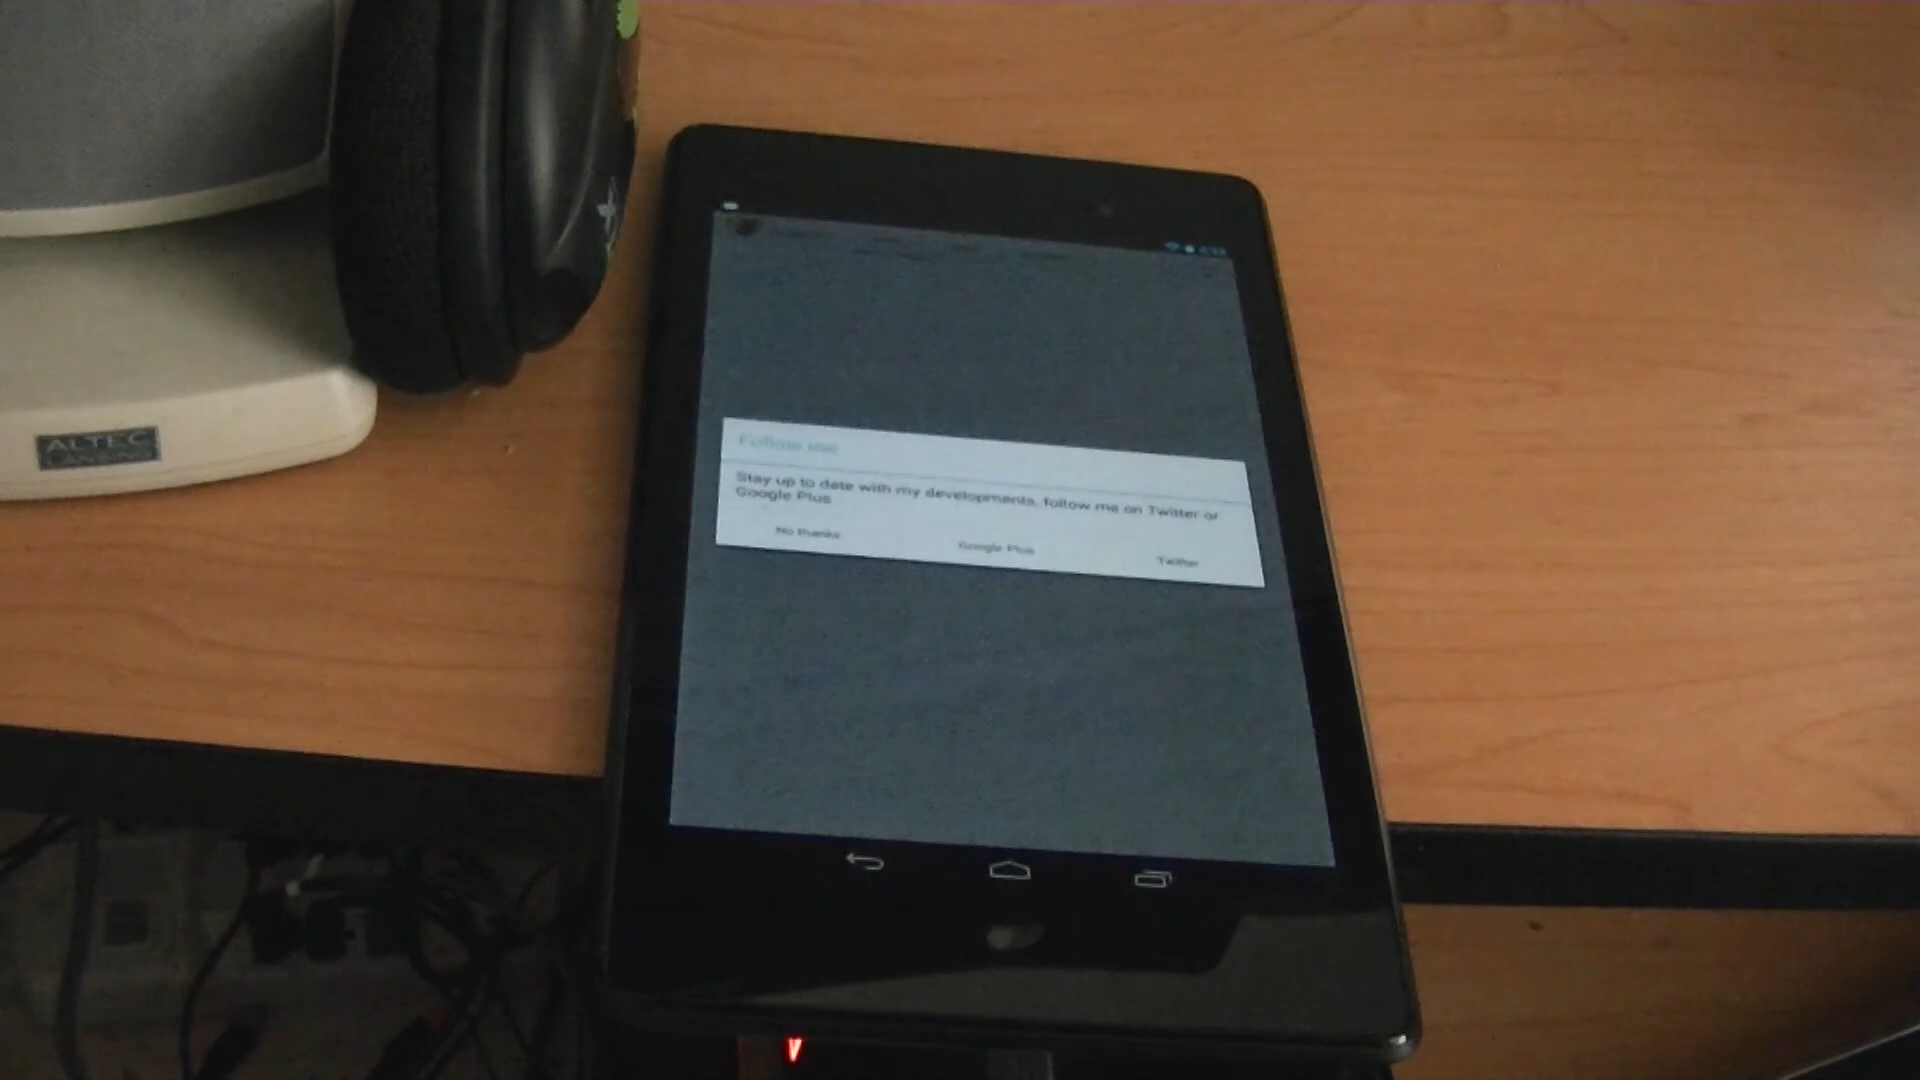 Follow me
Stay up to date with my developments, follow me on Twitter or
Google Plus
No thanks
Google Plus
Twitter
ALTEC
LANSING